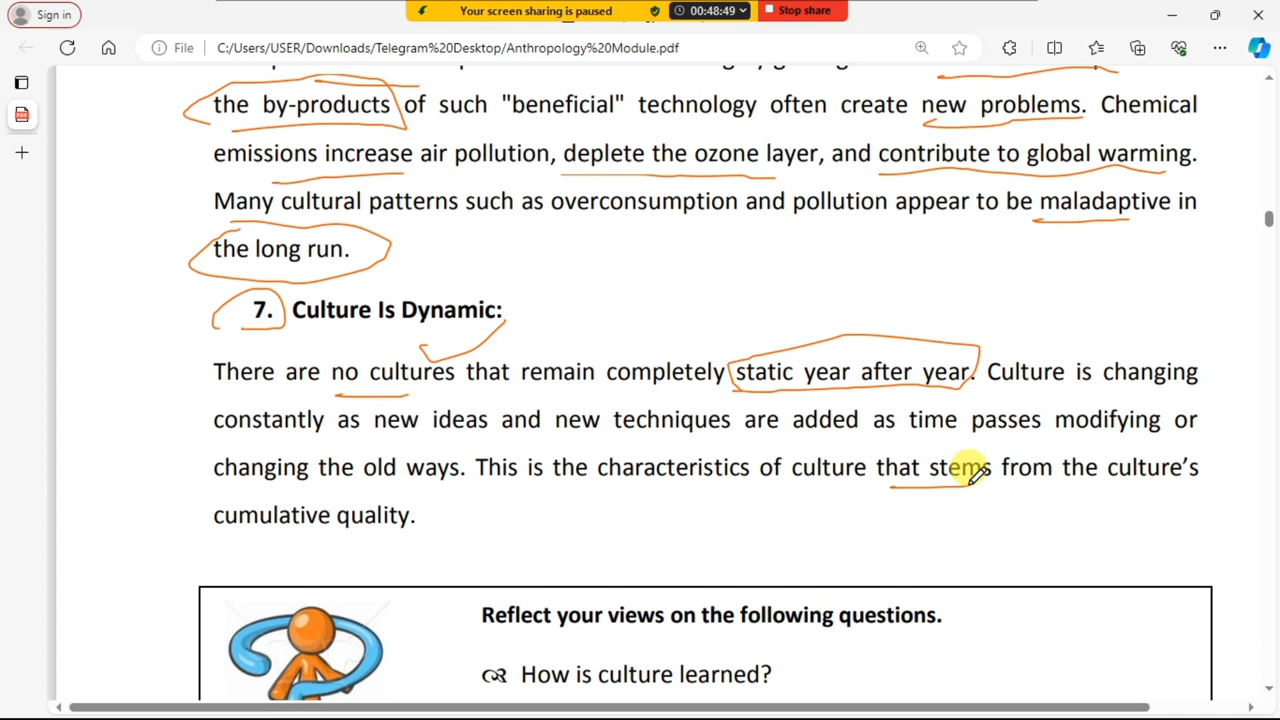 Sign in
Your screen sharing is paused
00:48:49
Stop share
File
C:/Users/USER/Downloads/Telegram%20Desktop/Anthropology%20Module.pdf
the by-products of such "beneficial" technology often create new problems. Chemical
emissions increase air pollution, deplete the ozone layer, and contribute to global warming.
Many cultural patterns such as overconsumption and pollution appear to be maladaptive in
the long run.
7. Culture Is Dynamic:
There are no cultures that remain completely static year after year. Culture is changing
constantly as new ideas and new techniques are added as time passes modifying or
changing the old ways. This is the characteristics of culture that stems from the culture's
cumulative quality.
Reflect your views on the following questions.
How is culture learned?